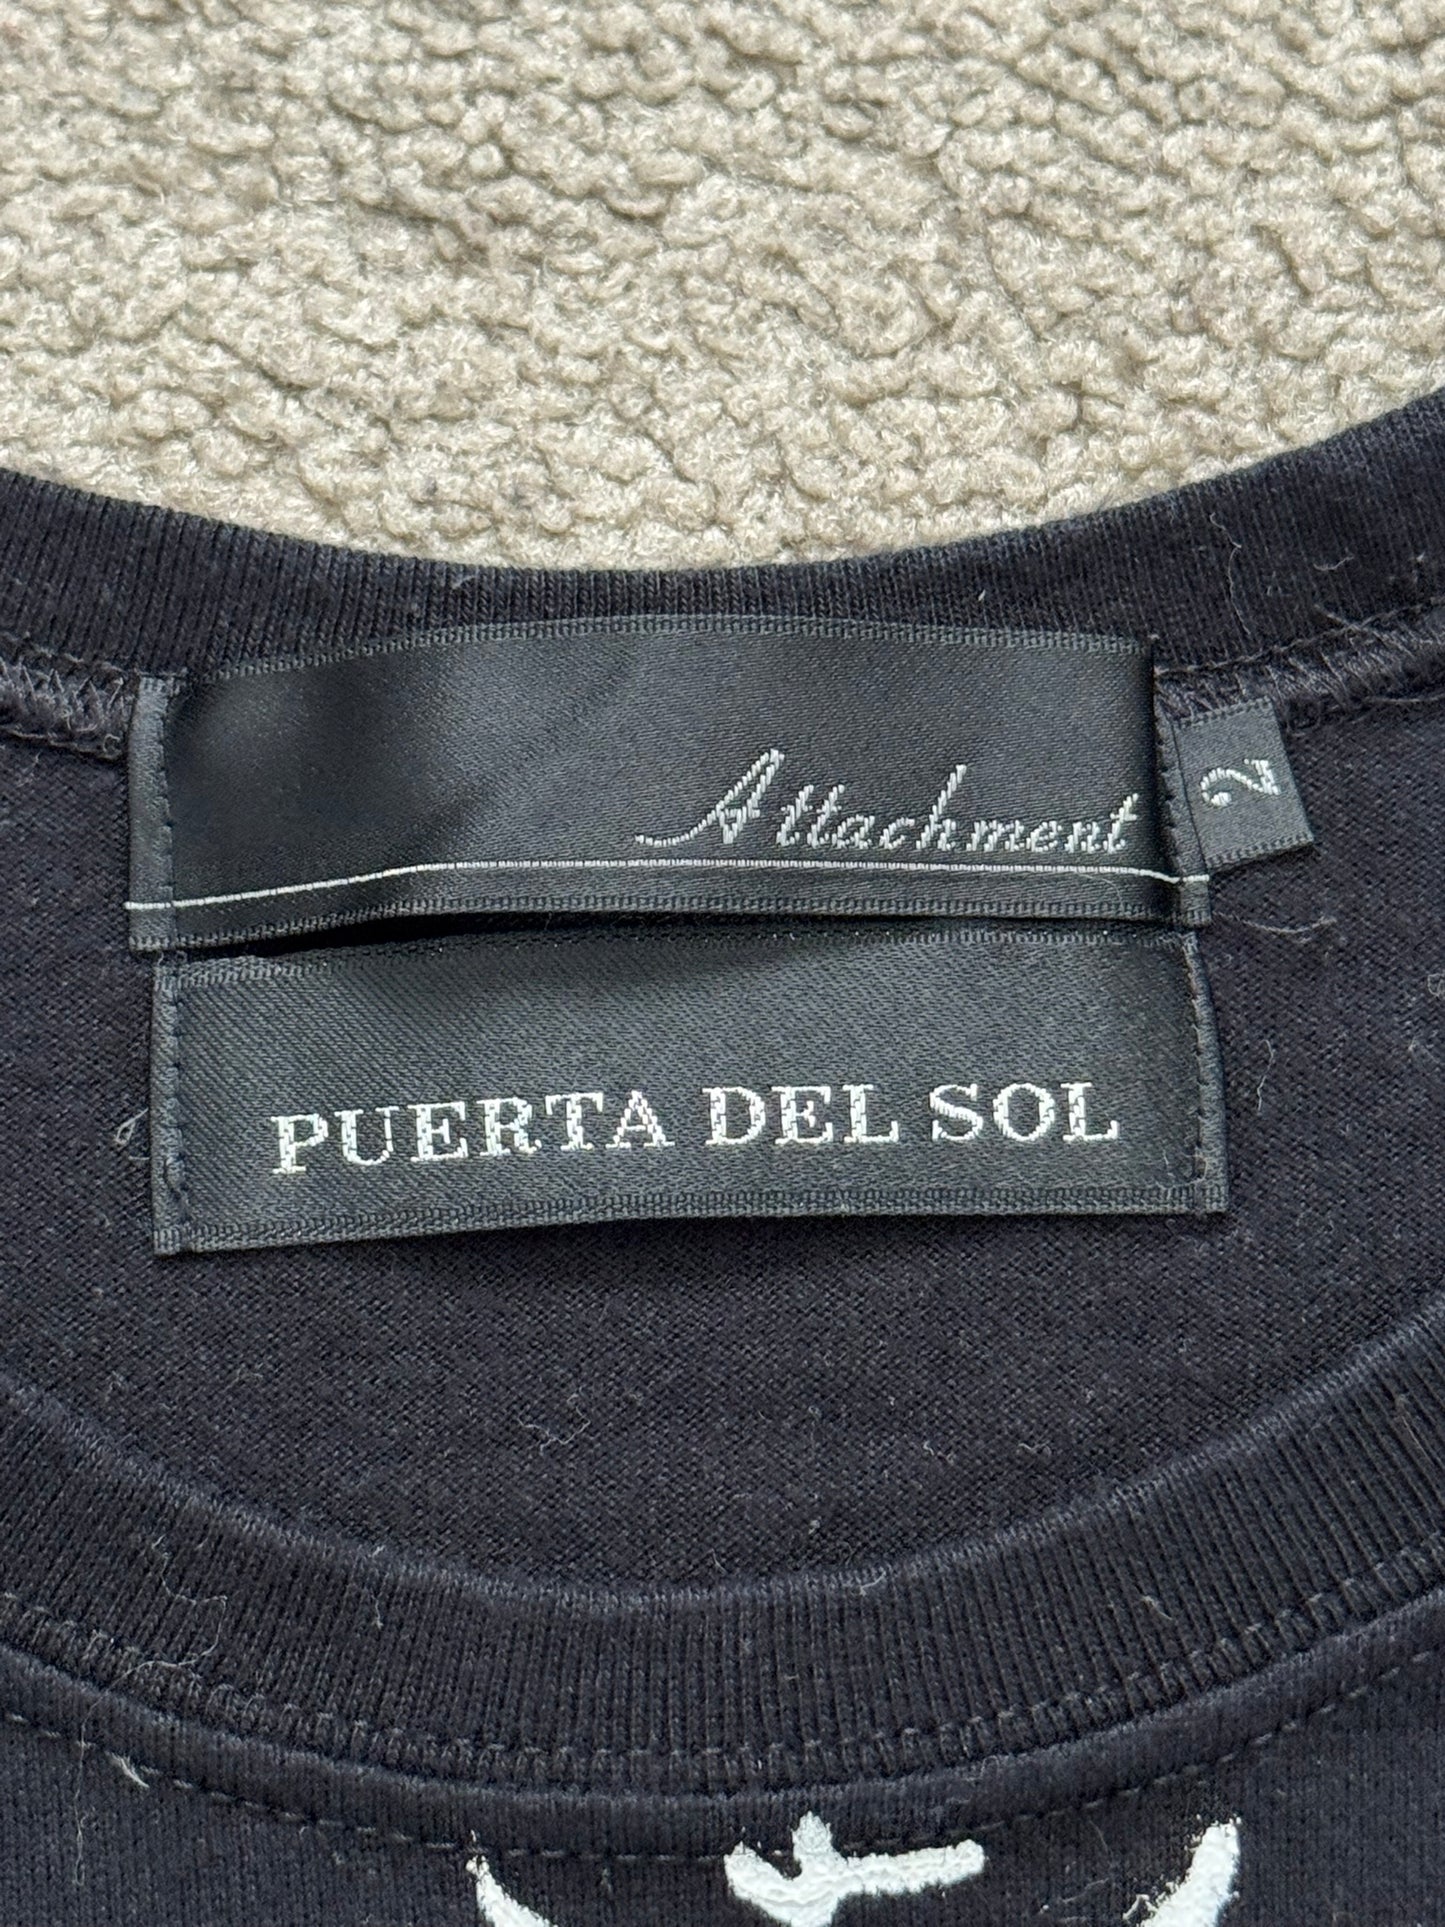 Attachment
2
PUERTA DEL SOL